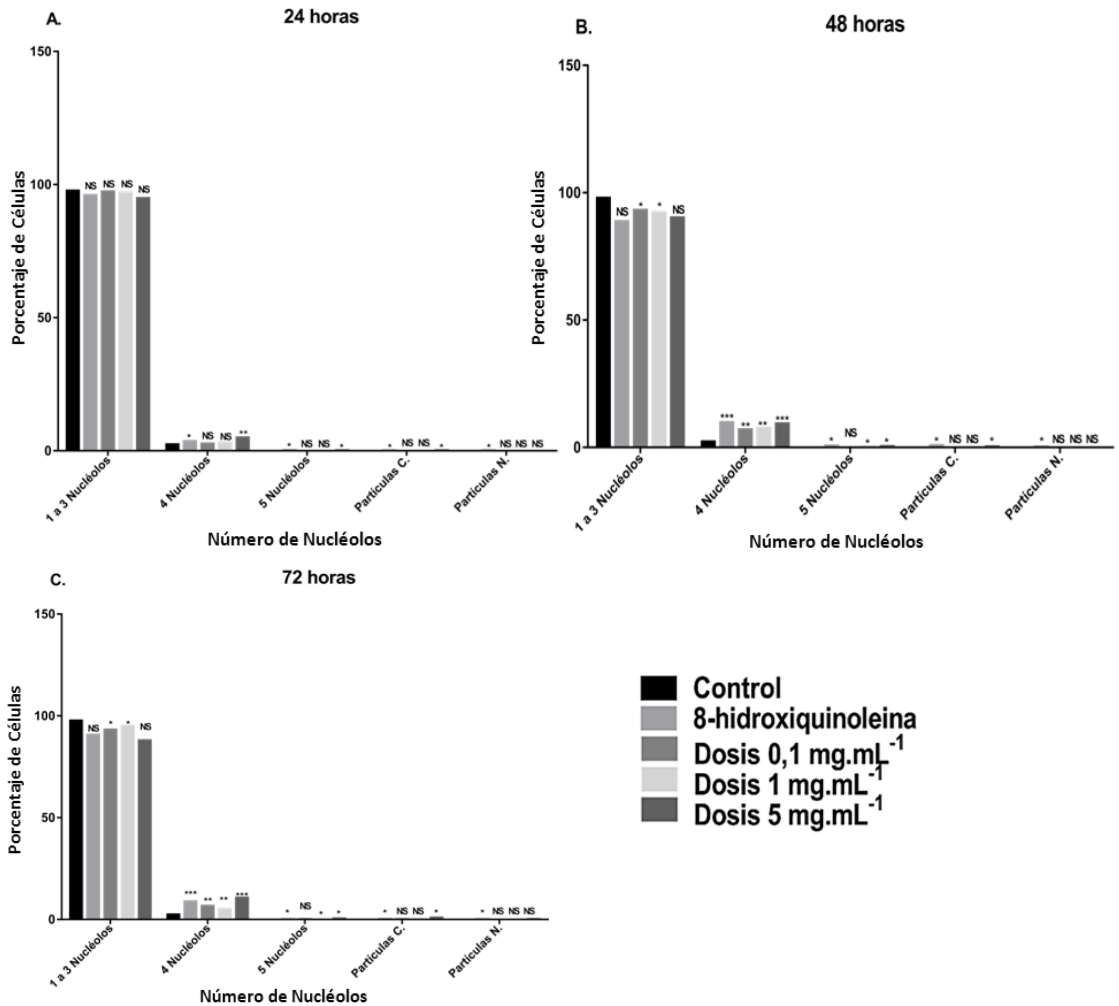 A.
24 horas
150
100
50
0
Porcentaje de Células
NS NS NS NS
* NS NS **
* NS NS *
* NS NS *
* NS NS NS
1 a 3 Nucléolos
4 Nucléolos
5 Nucléolos
Partículas C.
Partículas N.
Número de Nucléolos
B.
48 horas
150
100
50
0
Porcentaje de Células
NS * * NS
*** ** ** ***
* NS * *
* NS NS *
* NS NS NS
1 a 3 Nucléolos
4 Nucléolos
5 Nucléolos
Partículas C.
Partículas N.
Número de Nucléolos
C.
72 horas
150
100
50
0
Porcentaje de Células
NS * * NS
*** ** ** ***
* NS * *
* NS NS *
* NS NS NS
1 a 3 Nucléolos
4 Nucléolos
5 Nucléolos
Partículas C.
Partículas N.
Número de Nucléolos
Control
8-hidroxiquinoleina
Dosis 0,1 mg.mL⁻¹
Dosis 1 mg.mL⁻¹
Dosis 5 mg.mL⁻¹